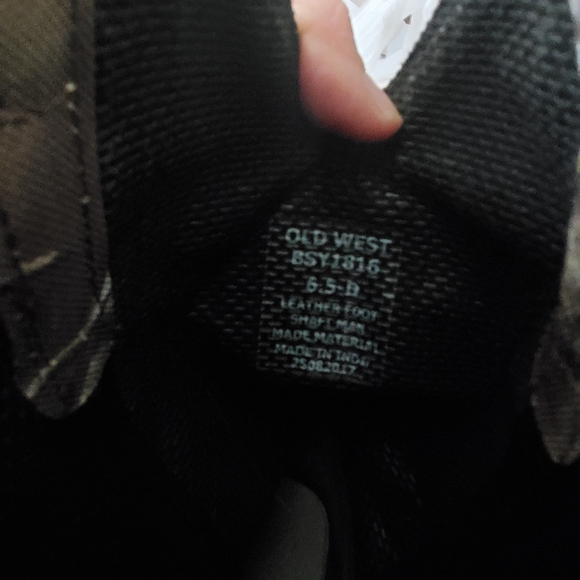 OLD WEST
BSY1816
6.5-D
LEATHER FOOT
SHAFT MAN
MADE MATERIAL
MADE IN INDIA
25082017